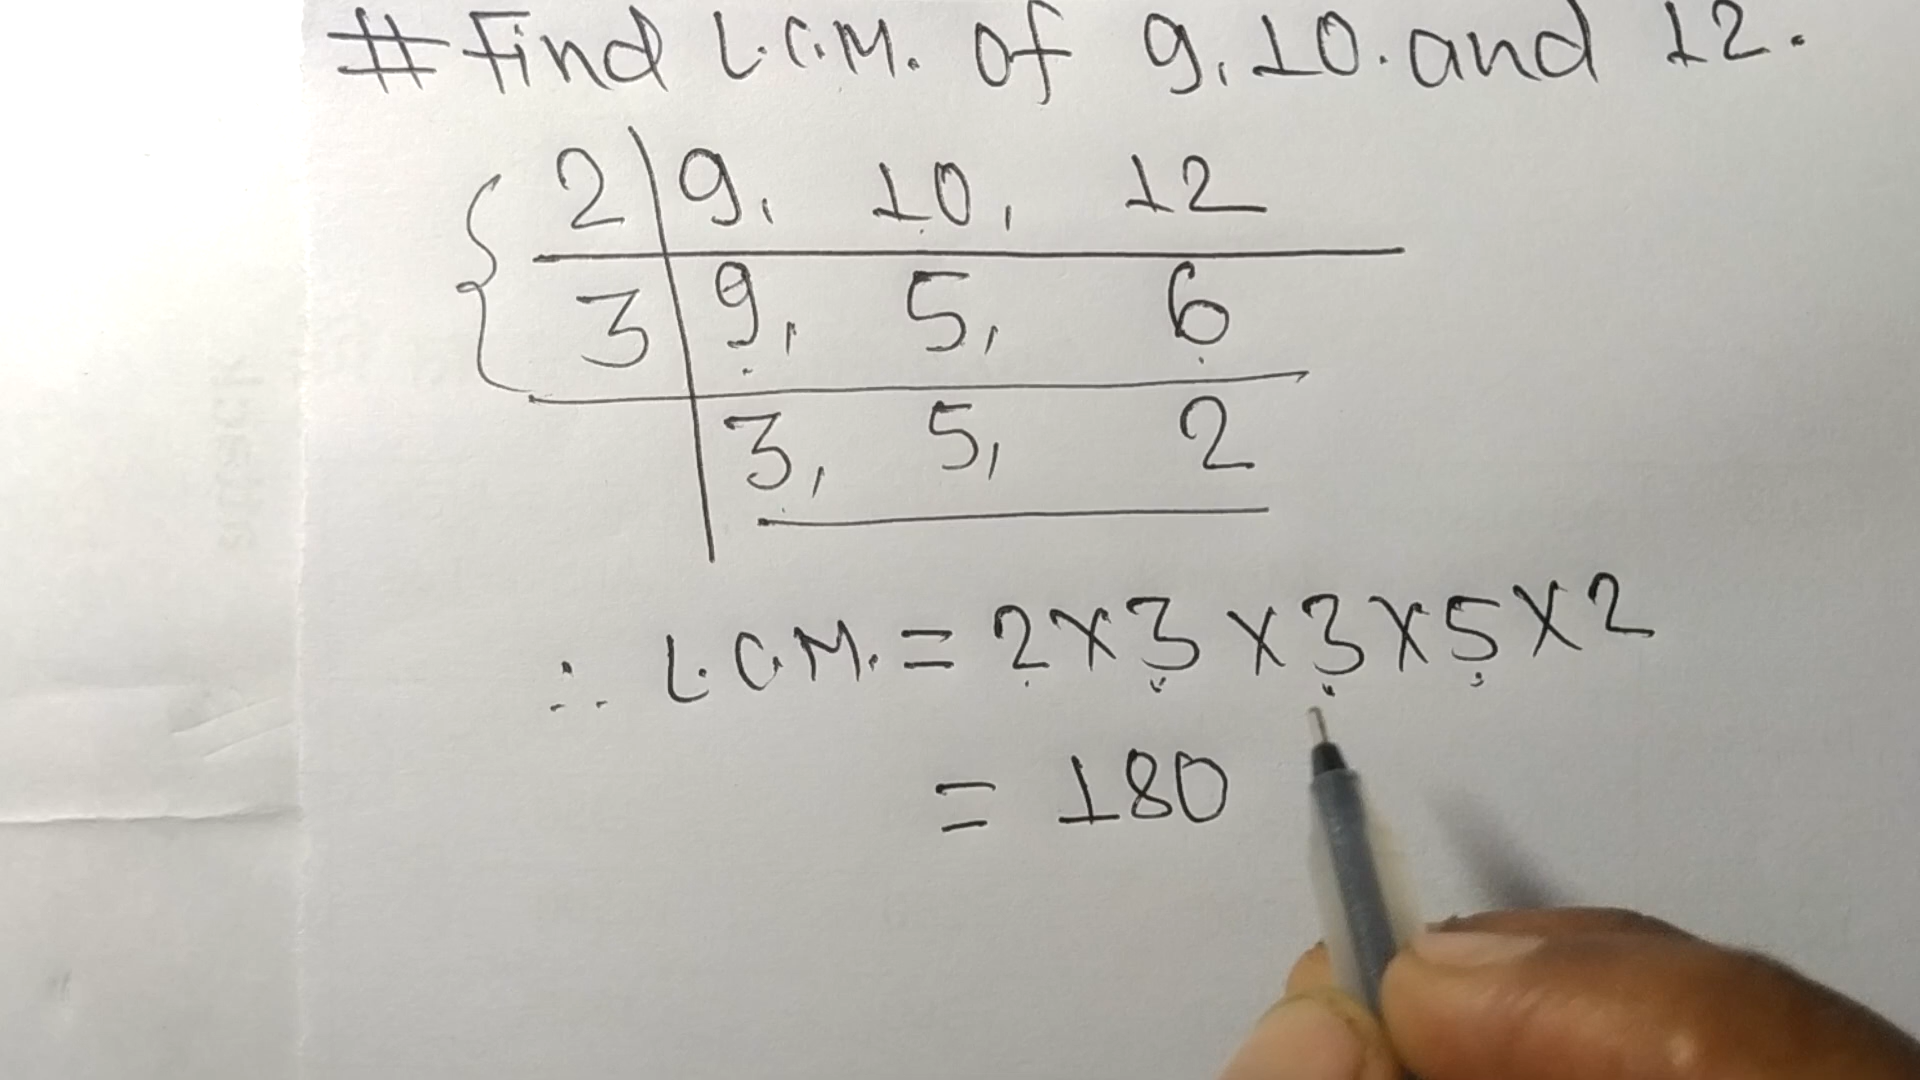 # Find L.C.M. of 9, 10. and 12.
2 9, 10, 12
3 9, 5, 6
3, 5, 2
∴ L.C.M. = 2 × 3 × 3 × 5 × 2
= 180